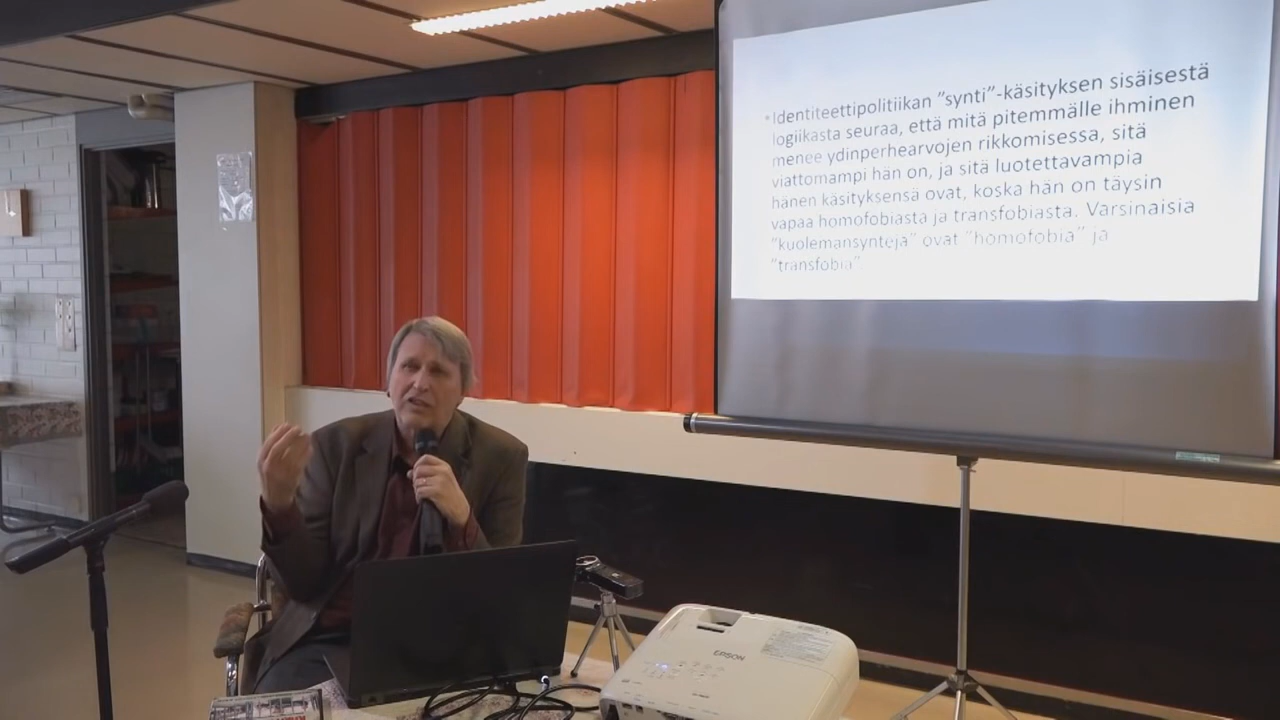 • Identiteettipolitiikan ”synti”-käsityksen sisäisestä
logiikasta seuraa, että mitä pitemmälle ihminen
menee ydinperhearvojen rikkomisessa, sitä
viattomampi hän on, ja sitä luotettavampia
hänen käsityksensä ovat, koska hän on täysin
vapaa homofobiasta ja transfobiasta. Varsinaisia
”kuolemansyntejä” ovat ”homofobia” ja
”transfobia”.
EPSON